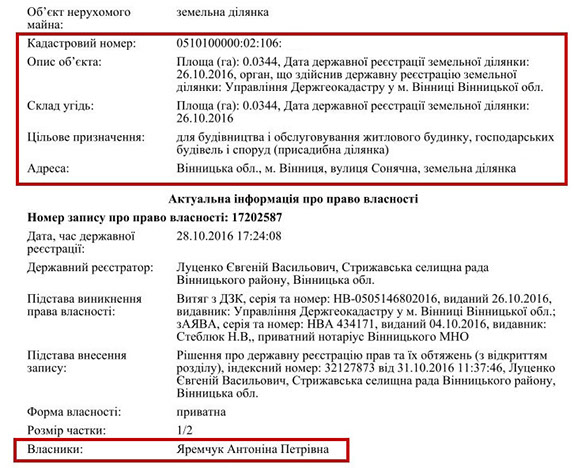 Об’єкт нерухомого земельна ділянка
майна:
Кадастровий номер: 0510100000:02:106:
Опис об’єкта: Площа (га): 0.0344, Дата державної реєстрації земельної ділянки:
26.10.2016, орган, що здійснив державну реєстрацію земельної
ділянки: Управління Держгеокадастру у м. Вінниці Вінницької обл.
Склад угідь: Площа (га): 0.0344, Дата державної реєстрації земельної ділянки:
26.10.2016
Цільове призначення: для будівництва і обслуговування житлового будинку, господарських
будівель і споруд (присадибна ділянка)
Адреса: Вінницька обл., м. Вінниця, вулиця Сонячна, земельна ділянка
Актуальна інформація про право власності
Номер запису про право власності: 17202587
Дата, час державної 28.10.2016 17:24:08
реєстрації:
Державний реєстратор: Луценко Євгеній Васильович, Стрижавська селищна рада
Вінницького району, Вінницька обл.
Підстава виникнення Витяг з ДЗК, серія та номер: НВ-0505146802016, виданий 26.10.2016,
права власності: видавник: Управління Держгеокадастру у м. Вінниці Вінницької обл.;
зАЯВА, серія та номер: НВА 434171, виданий 04.10.2016, видавник:
Стеблюк Н.В,, приватний нотаріус Вінницького МНО
Підстава внесення Рішення про державну реєстрацію прав та їх обтяжень (з відкриттям
запису: розділу), індексний номер: 32127873 від 31.10.2016 11:37:46, Луценко
Євгеній Васильович, Стрижавська селищна рада Вінницького району,
Вінницька обл.
Форма власності: приватна
Розмір частки: 1/2
Власники: Яремчук Антоніна Петрівна